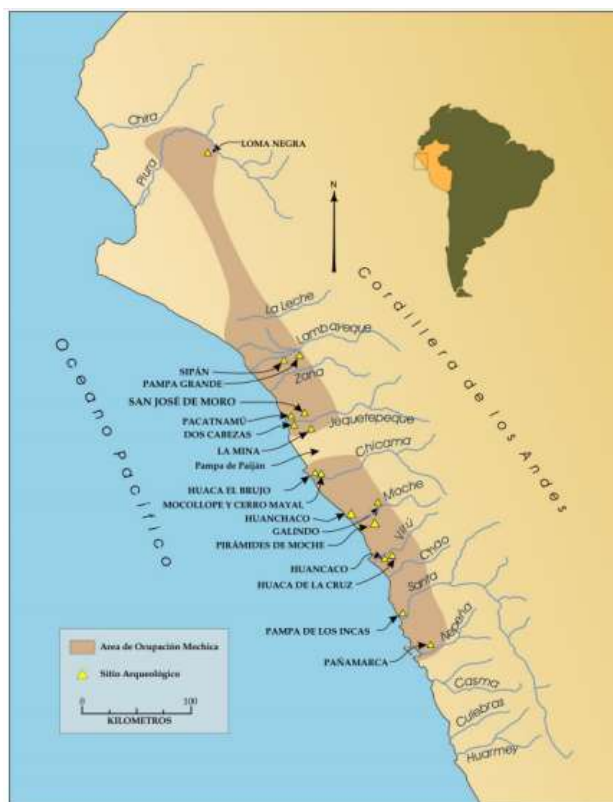 Chira
LOMA NEGRA
Piura
N
Cordillera de los Andes
La Leche
Lambayeque
SIPÁN
PAMPA GRANDE
Zaña
SAN JOSÉ DE MORO
PACATNAMÚ
Jequetepeque
DOS CABEZAS
LA MINA
Chicama
Pampa de Paiján
Oceano Pacífico
HUACA EL BRUJO
MOCOLLOPE Y CERRO MAYAL
Moche
HUANCHACO
GALINDO
Virú
PIRÁMIDES DE MOCHE
Chao
HUANCACO
HUACA DE LA CRUZ
Santa
PAMPA DE LOS INCAS
Nepeña
PAÑAMARCA
Area de Ocupación Mochica
Sitio Arqueológico
0 100
KILOMETROS
Casma
Culebras
Huarmey